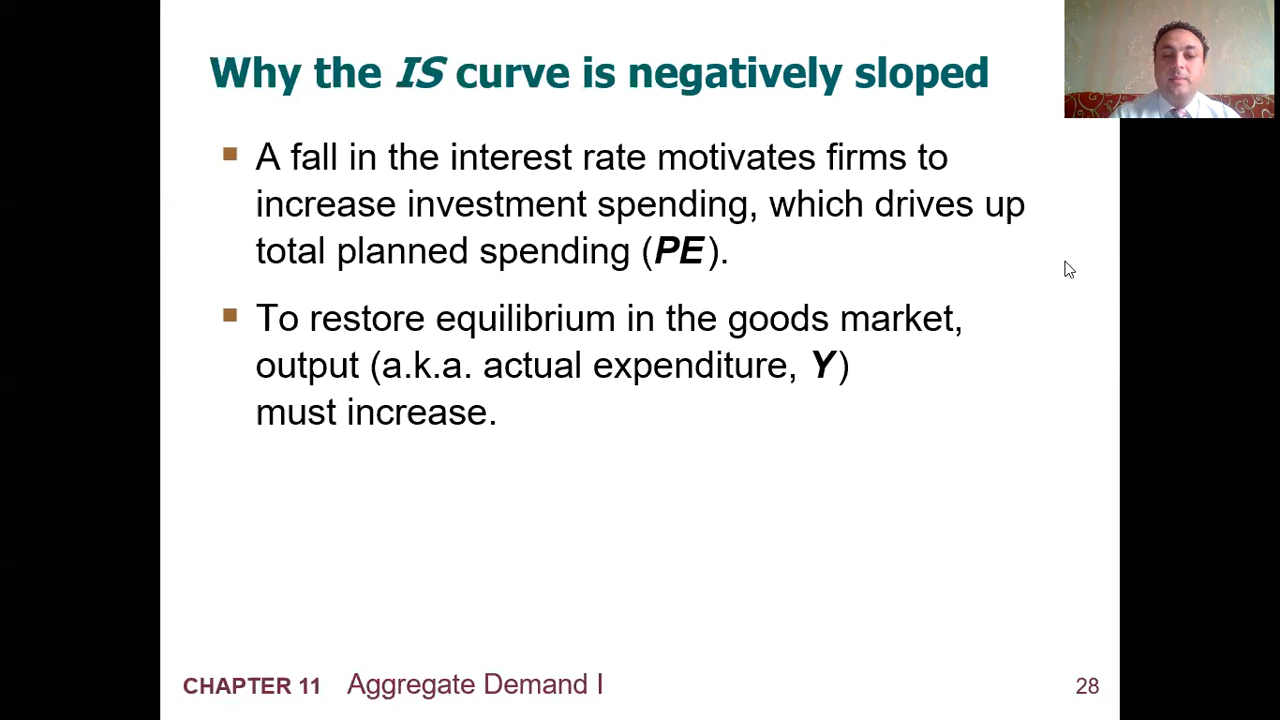 Why the IS curve is negatively sloped
A fall in the interest rate motivates firms to
increase investment spending, which drives up
total planned spending (PE).
To restore equilibrium in the goods market,
output (a.k.a. actual expenditure, Y)
must increase.
CHAPTER 11 Aggregate Demand I
28